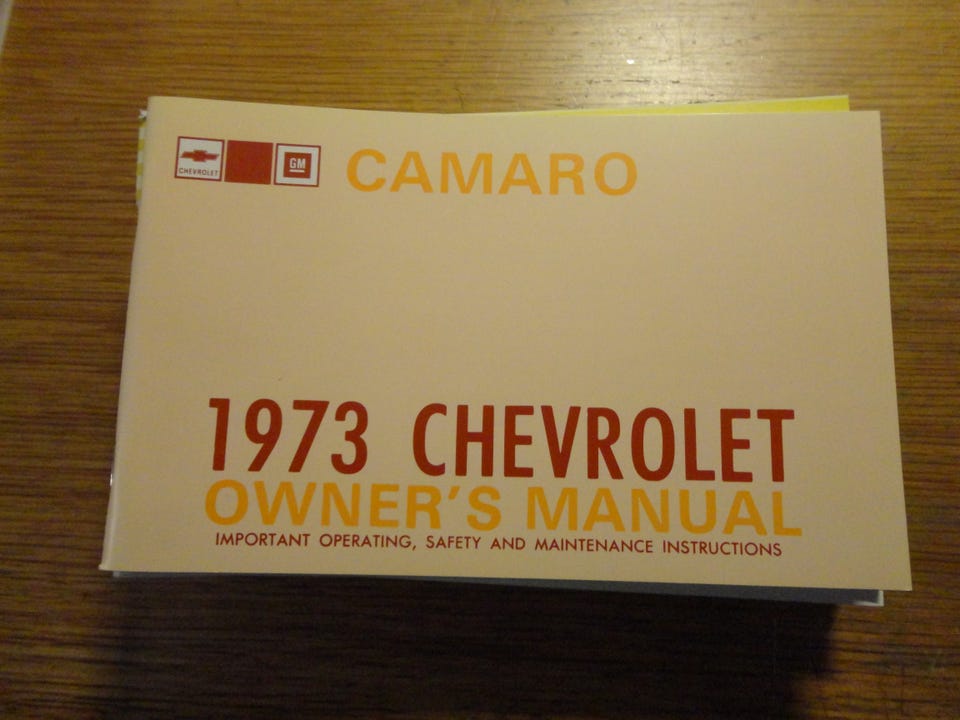 CHEVROLET
GM
CAMARO
1973 CHEVROLET
OWNER'S MANUAL
IMPORTANT OPERATING, SAFETY AND MAINTENANCE INSTRUCTIONS